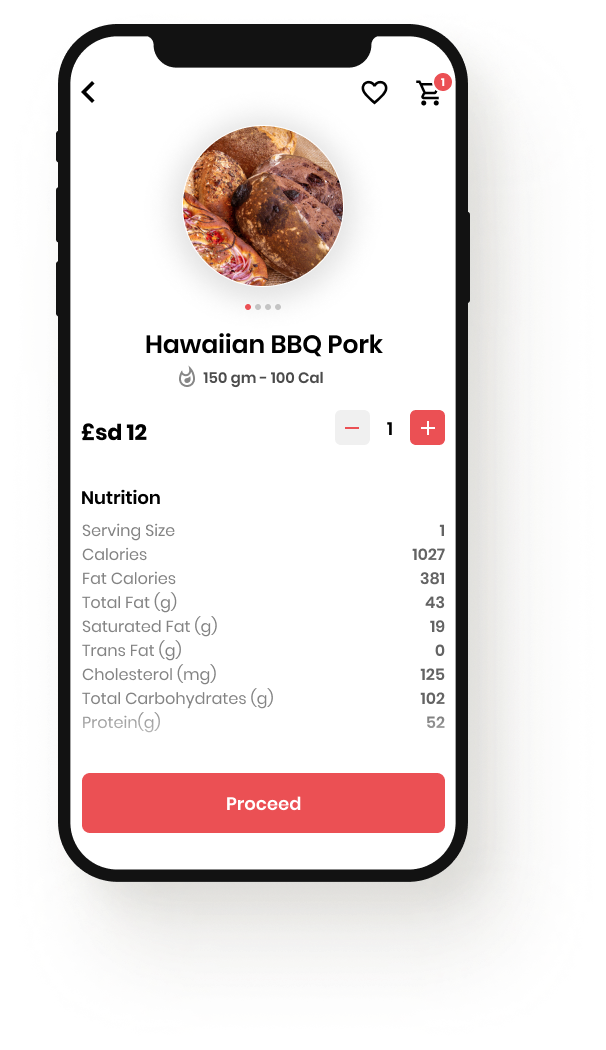 1
Hawaiian BBQ Pork
150 gm - 100 Cal
£sd 12
1
Nutrition
Serving Size 1
Calories 1027
Fat Calories 381
Total Fat (g) 43
Saturated Fat (g) 19
Trans Fat (g) 0
Cholesterol (mg) 125
Total Carbohydrates (g) 102
Protein(g) 52
Proceed